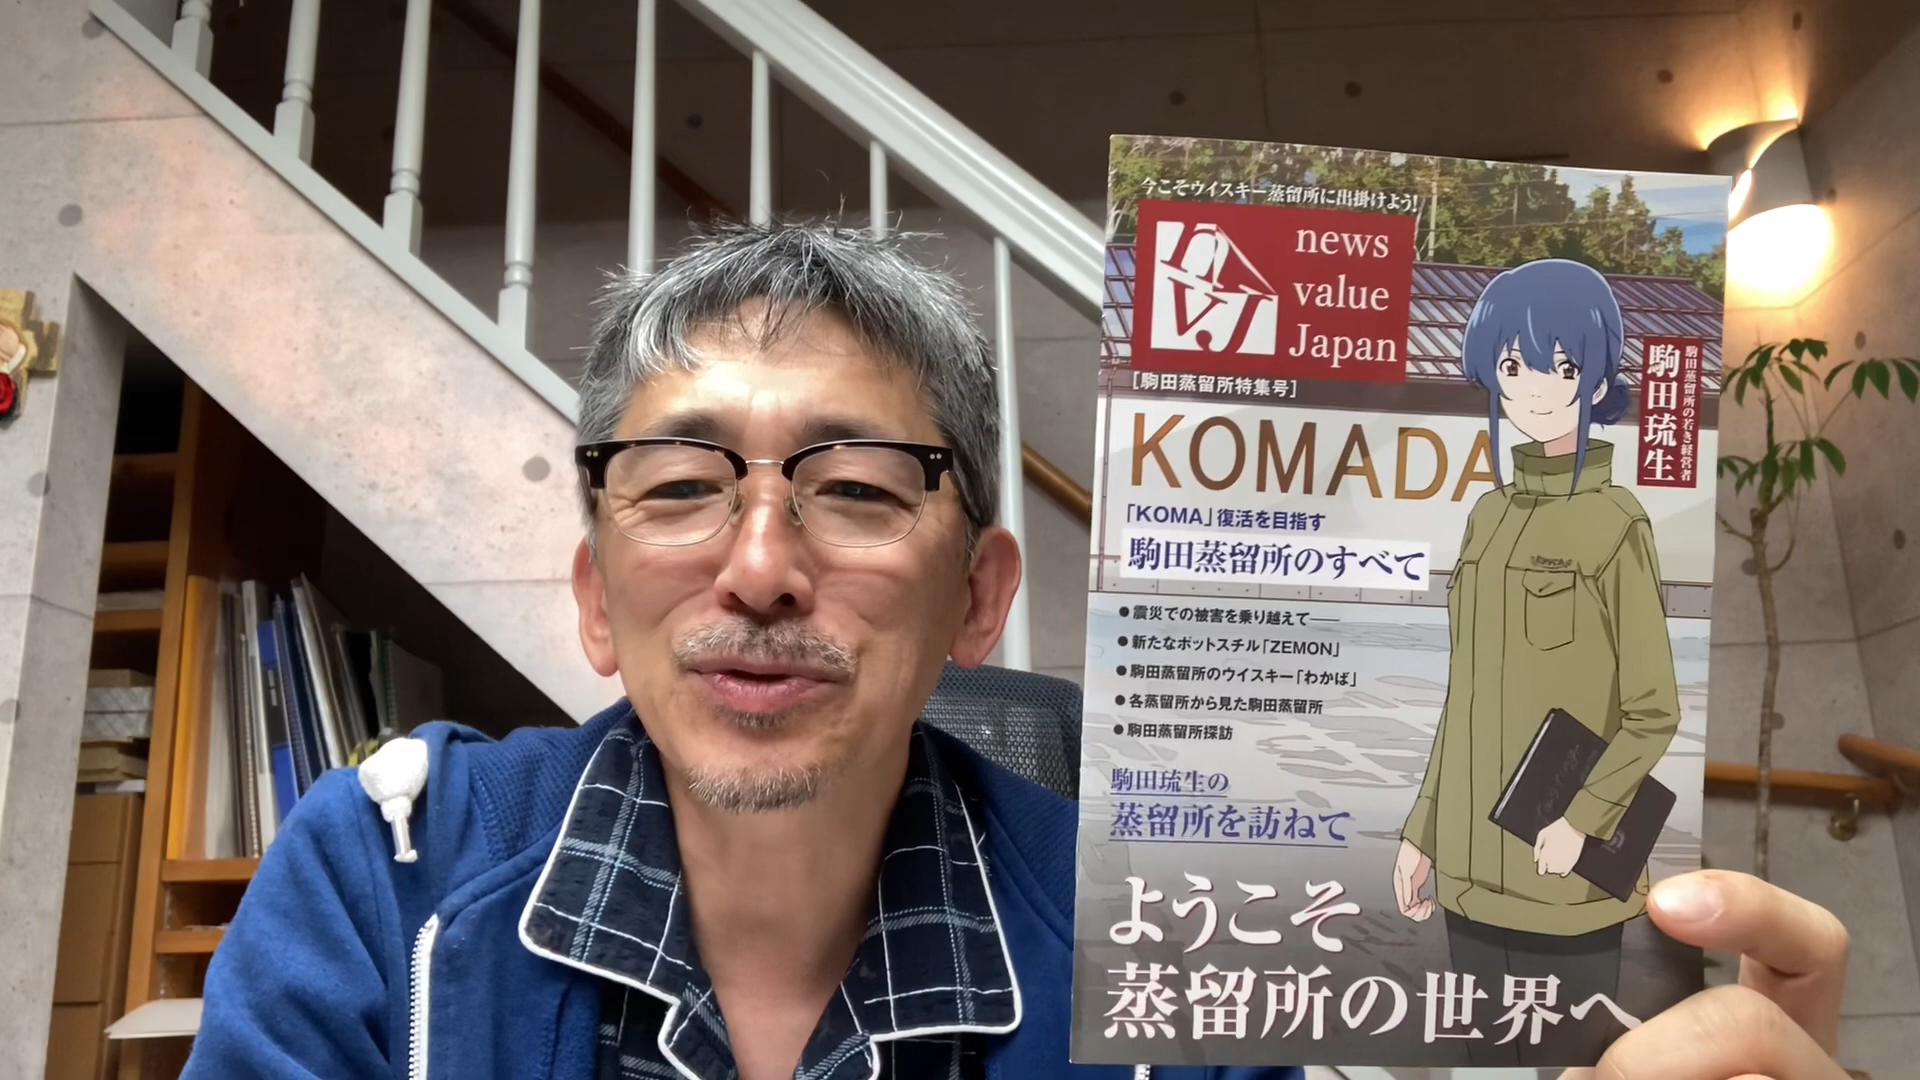 今こそウイスキー蒸留所に出掛けよう!
nvJ
news
value
Japan
[駒田蒸留所特集号]
KOMADA
駒田蒸留所の若き経営者
駒田琉生
「KOMA」復活を目指す
駒田蒸留所のすべて
●震災での被害を乗り越えて――
●新たなポットスチル「ZEMON」
●駒田蒸留所のウイスキー「わかば」
●各蒸留所から見た駒田蒸留所
●駒田蒸留所探訪
駒田琉生の
蒸留所を訪ねて
ようこそ
蒸留所の世界へ